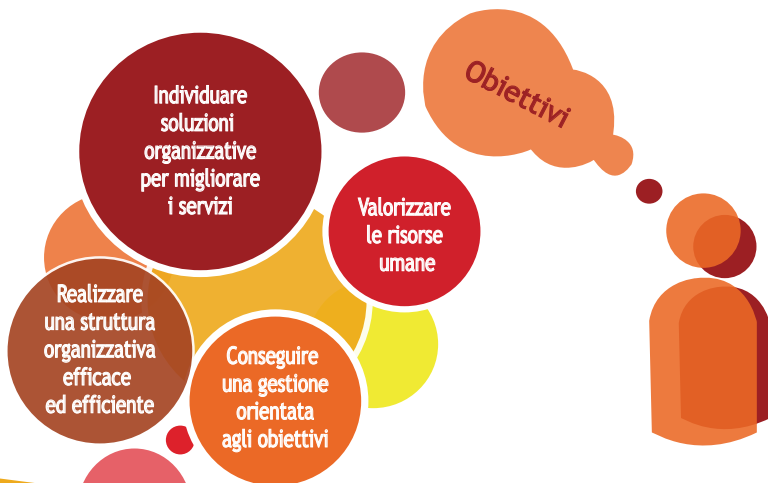 Obiettivi
Individuare
soluzioni
organizzative
per migliorare
i servizi
Valorizzare
le risorse
umane
Realizzare
una struttura
organizzativa
efficace
ed efficiente
Conseguire
una gestione
orientata
agli obiettivi